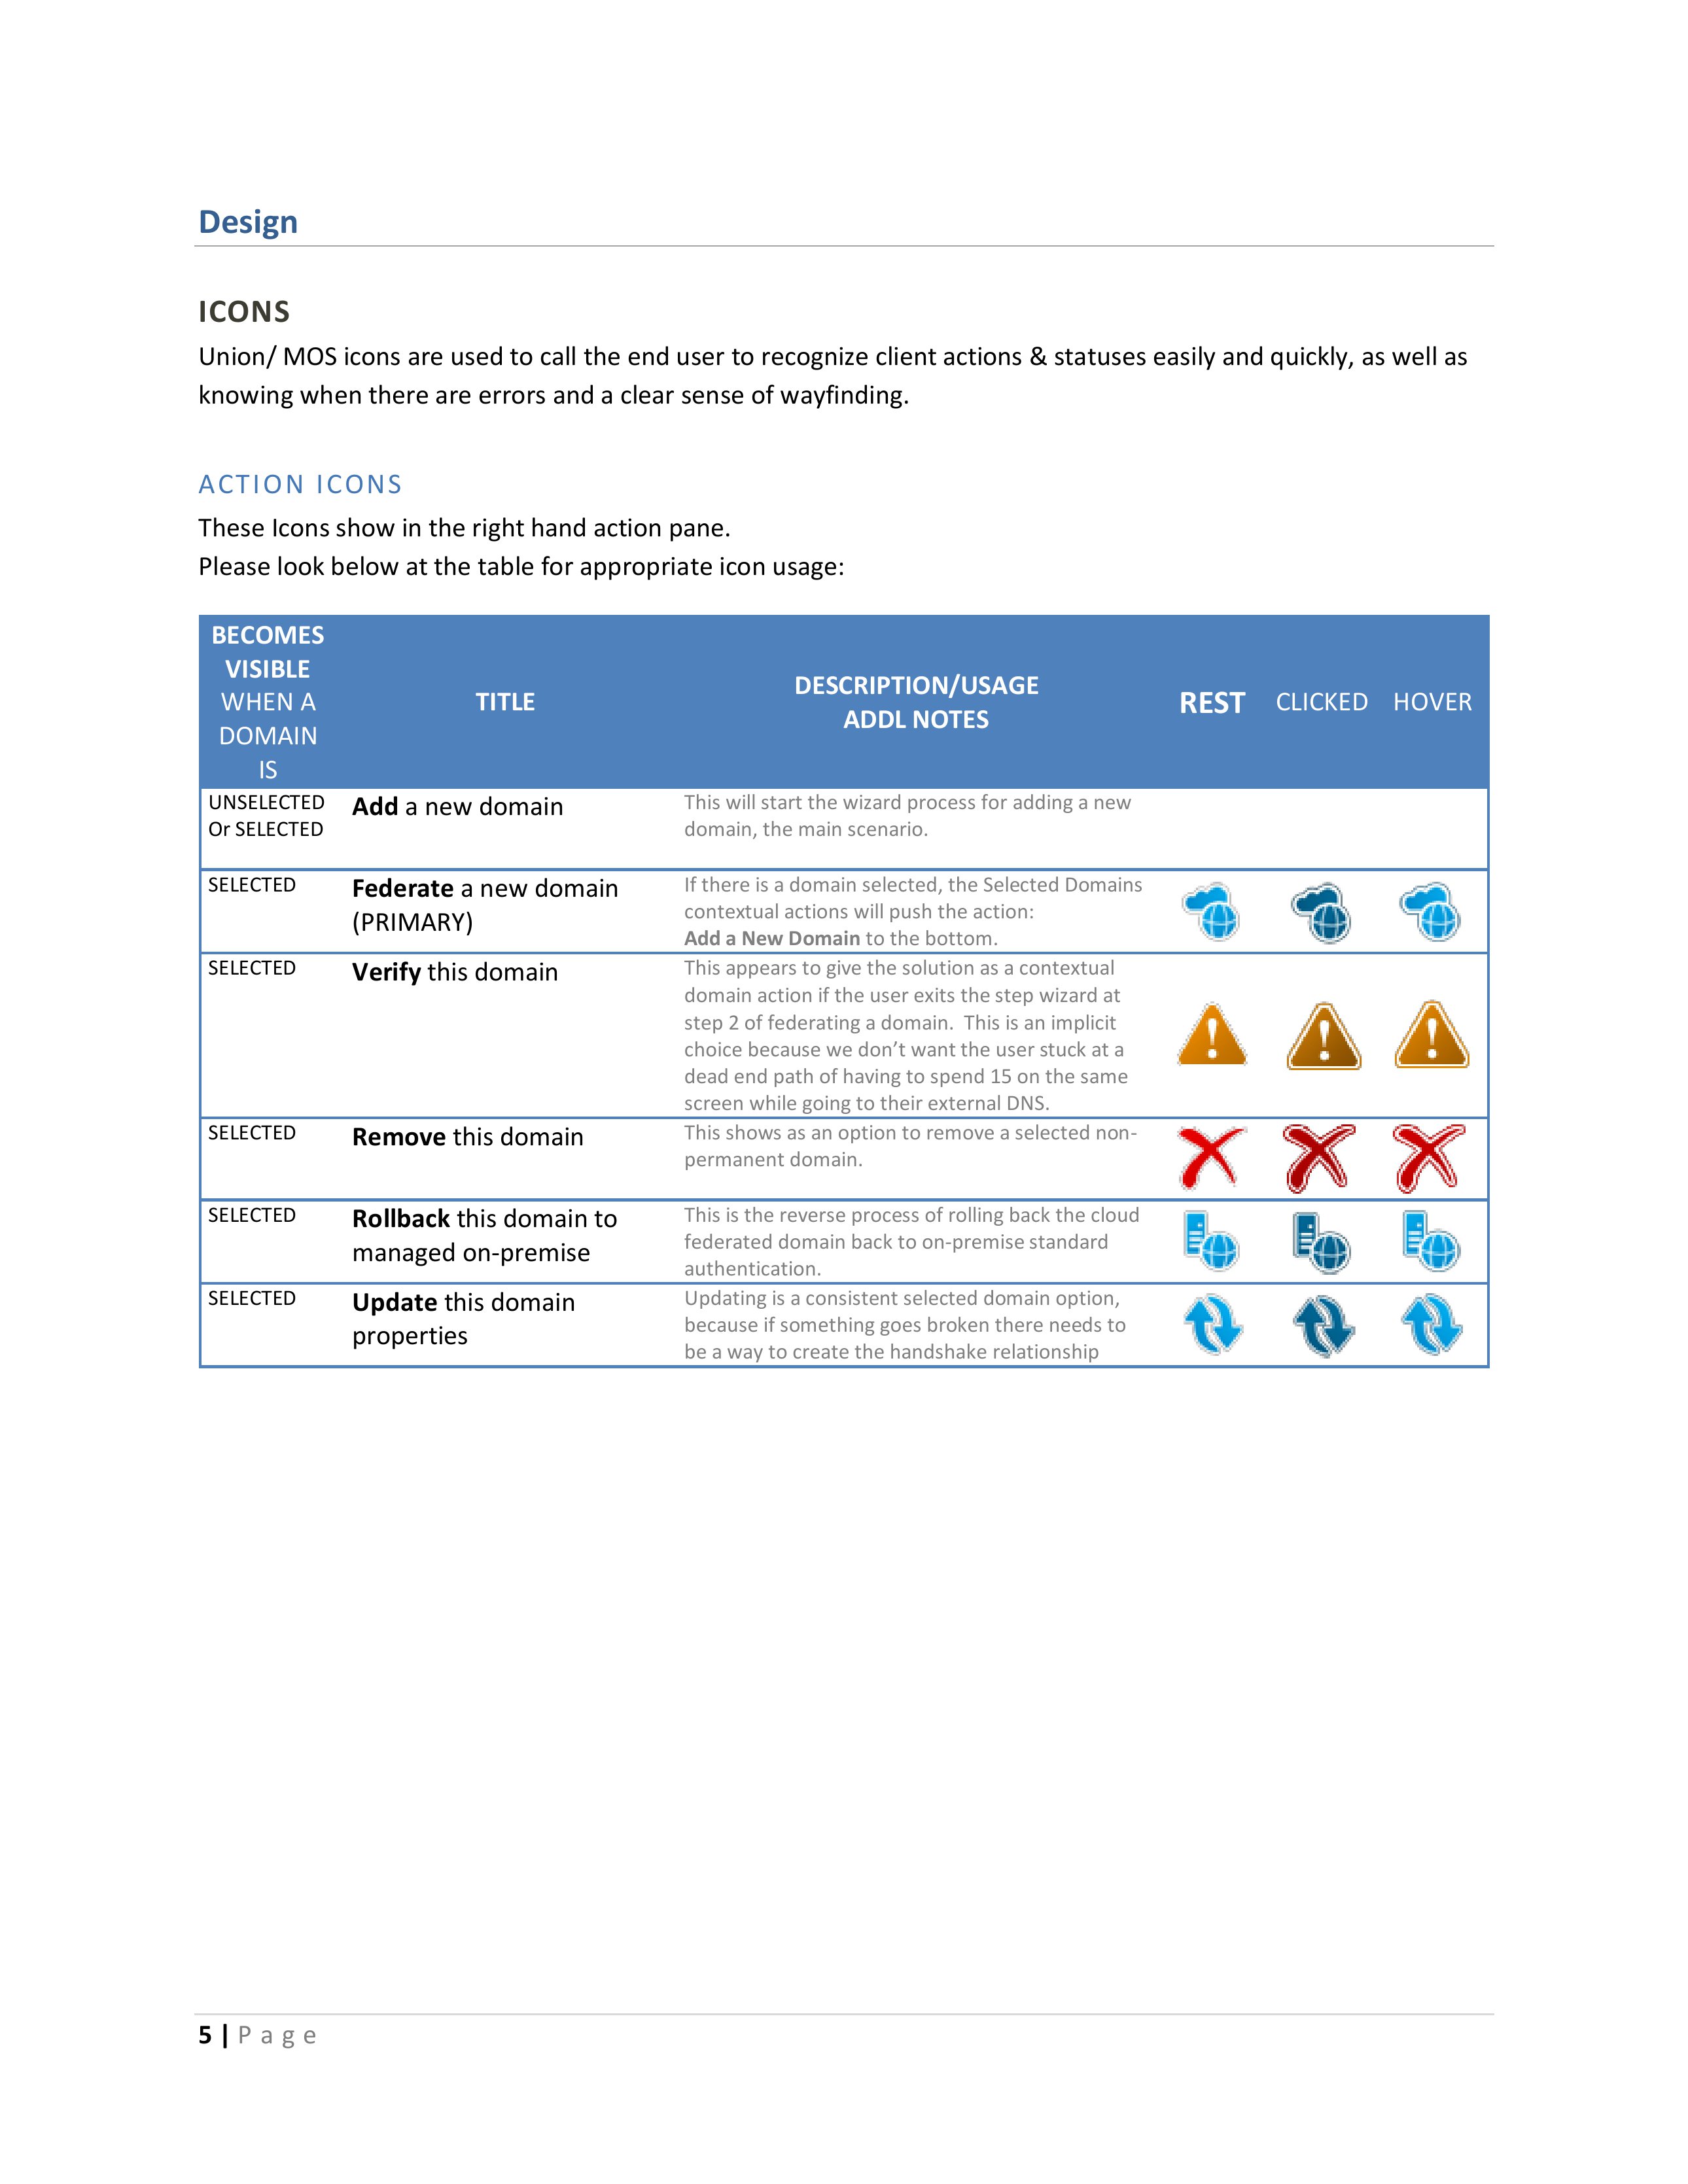 Design
ICONS
Union/ MOS icons are used to call the end user to recognize client actions & statuses easily and quickly, as well as
knowing when there are errors and a clear sense of wayfinding.
ACTION ICONS
These Icons show in the right hand action pane.
Please look below at the table for appropriate icon usage:
BECOMES
VISIBLE
WHEN A
DOMAIN
IS
TITLE
DESCRIPTION/USAGE
ADDL NOTES
REST
CLICKED
HOVER
UNSELECTED
Or SELECTED
Add a new domain
This will start the wizard process for adding a new
domain, the main scenario.
SELECTED
Federate a new domain
(PRIMARY)
If there is a domain selected, the Selected Domains
contextual actions will push the action:
Add a New Domain to the bottom.
SELECTED
Verify this domain
This appears to give the solution as a contextual
domain action if the user exits the step wizard at
step 2 of federating a domain.  This is an implicit
choice because we don’t want the user stuck at a
dead end path of having to spend 15 on the same
screen while going to their external DNS.
SELECTED
Remove this domain
This shows as an option to remove a selected non-
permanent domain.
SELECTED
Rollback this domain to
managed on-premise
This is the reverse process of rolling back the cloud
federated domain back to on-premise standard
authentication.
SELECTED
Update this domain
properties
Updating is a consistent selected domain option,
because if something goes broken there needs to
be a way to create the handshake relationship
5 | Page